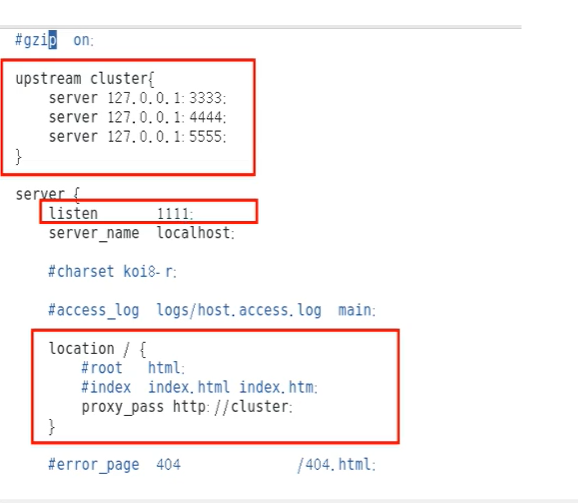 #gzip  on;
upstream cluster{
server 127.0.0.1:3333;
server 127.0.0.1:4444;
server 127.0.0.1:5555;
}
server {
listen       1111;
server_name  localhost;
#charset koi8-r;
#access_log  logs/host.access.log  main;
location / {
#root   html;
#index  index.html index.htm;
proxy_pass http://cluster;
}
#error_page  404              /404.html;